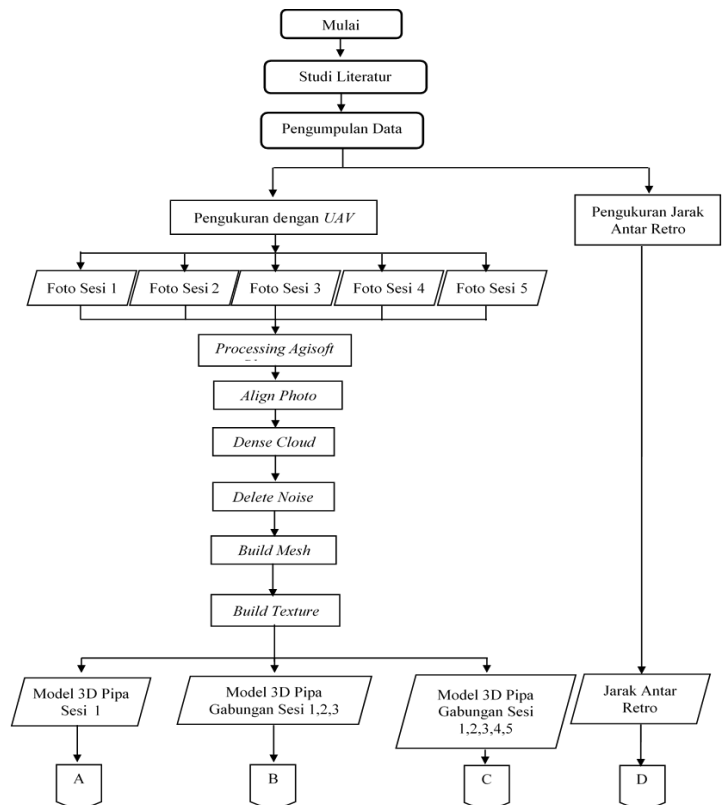 Mulai
Studi Literatur
Pengumpulan Data
Pengukuran dengan UAV
Pengukuran Jarak
Antar Retro
Foto Sesi 1
Foto Sesi 2
Foto Sesi 3
Foto Sesi 4
Foto Sesi 5
Processing Agisoft
Align Photo
Dense Cloud
Delete Noise
Build Mesh
Build Texture
Model 3D Pipa
Sesi 1
Model 3D Pipa
Gabungan Sesi 1,2,3
Model 3D Pipa
Gabungan Sesi
1,2,3,4,5
Jarak Antar
Retro
A
B
C
D